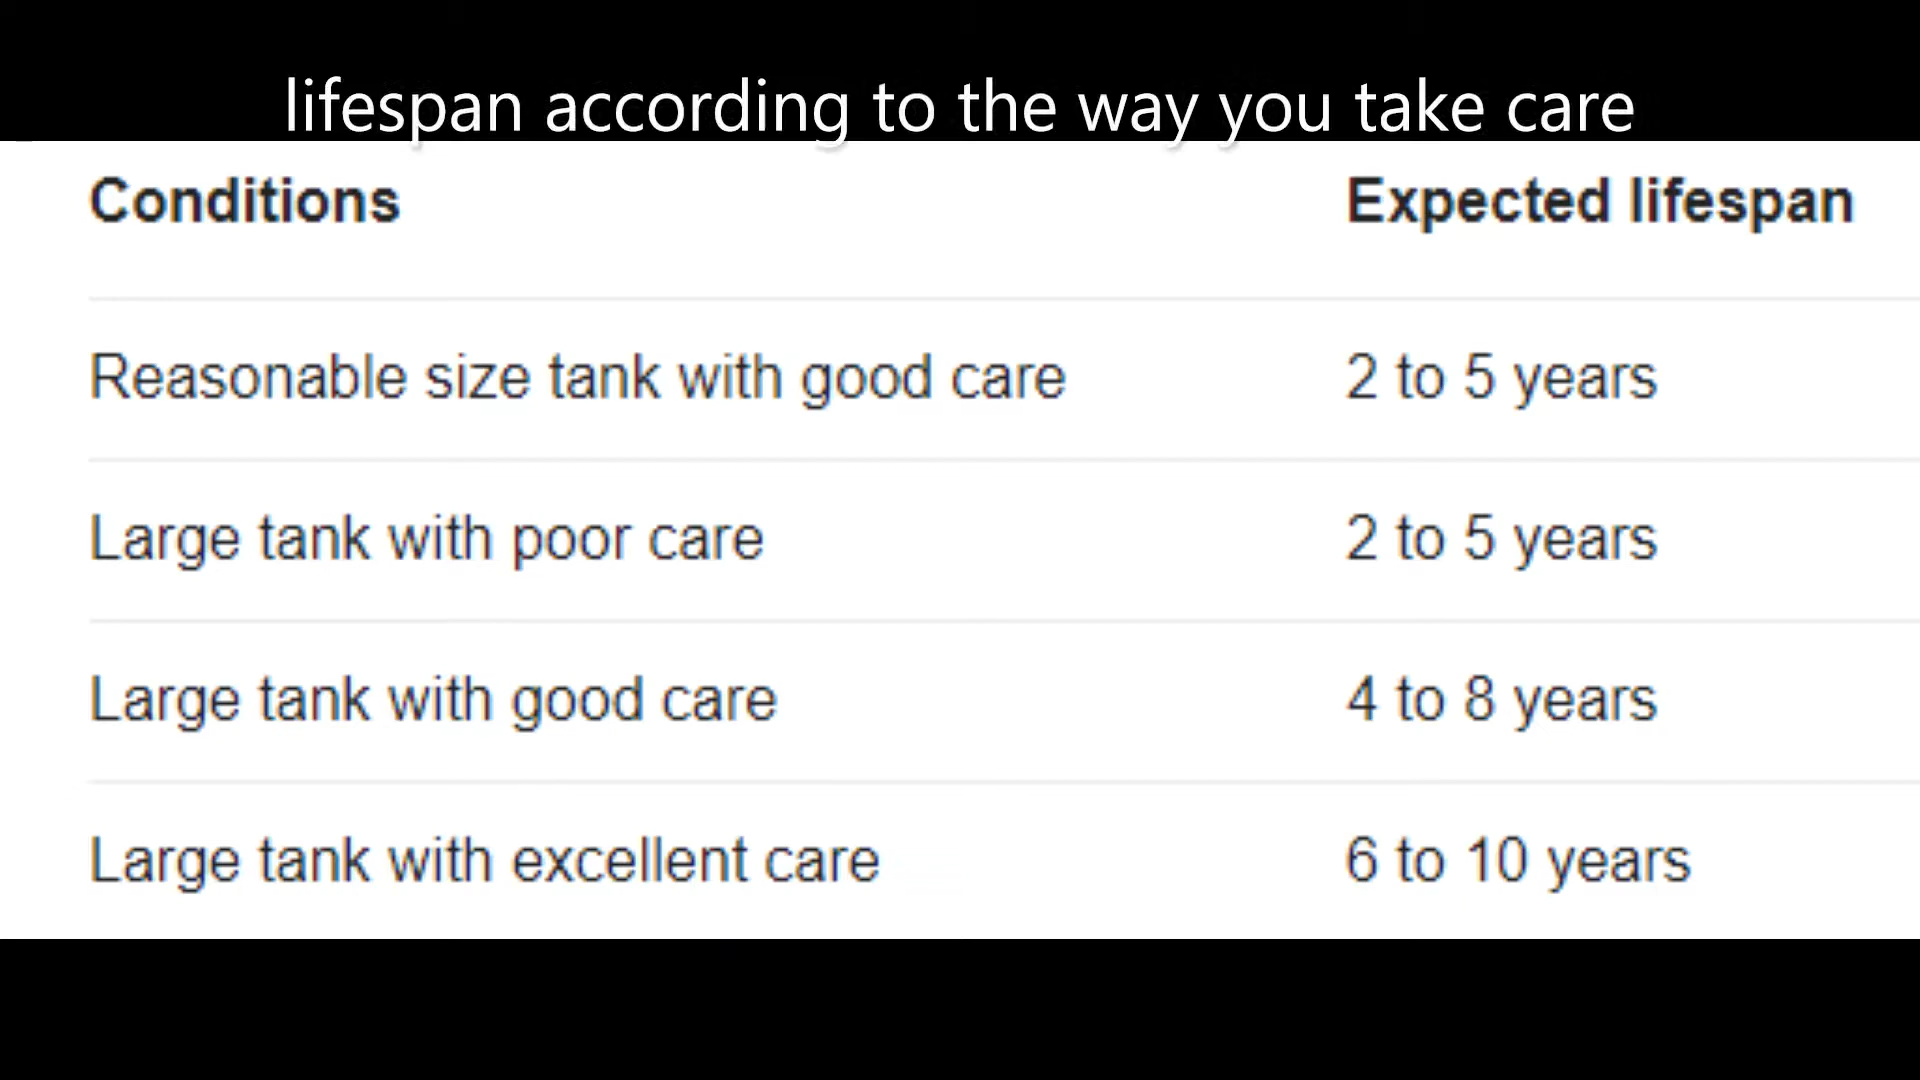 lifespan according to the way you take care
Conditions Expected lifespan
Reasonable size tank with good care 2 to 5 years
Large tank with poor care 2 to 5 years
Large tank with good care 4 to 8 years
Large tank with excellent care 6 to 10 years